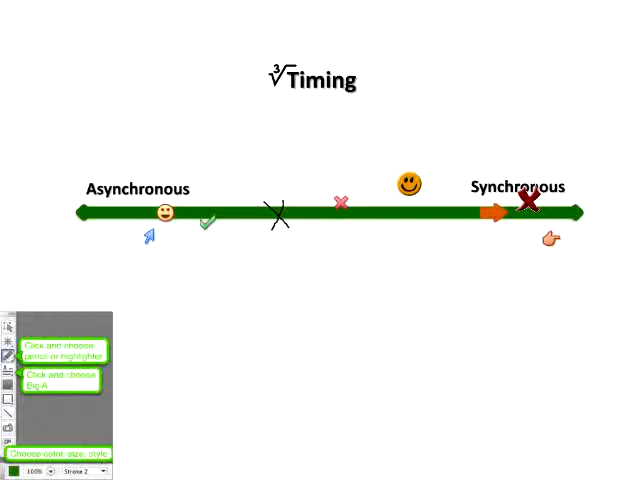 ∛Timing
Asynchronous
Synchronous
Click and choose
pencil or highlighter
Click and choose
Big A
Choose color, size, style
100%
Stroke 2